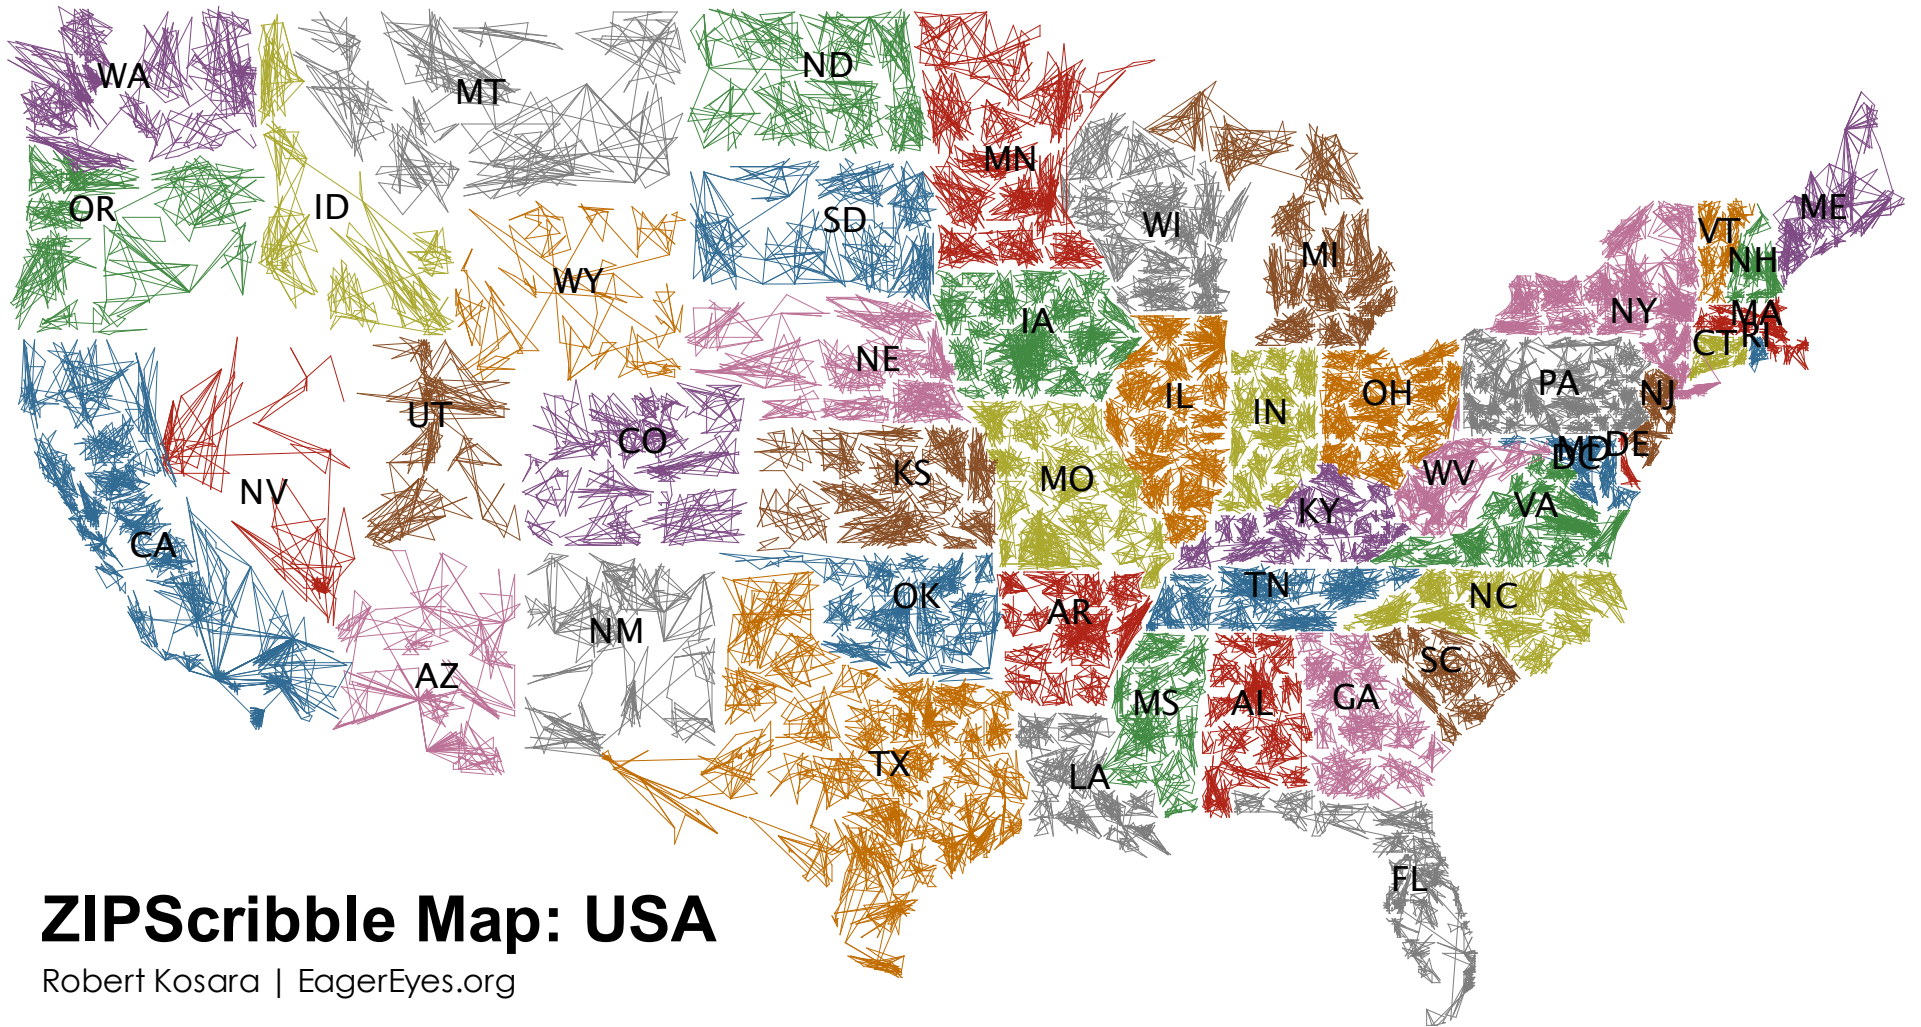 WA
MT
ND
MN
OR
ID
SD
WI
MI
ME
VT
NH
WY
IA
NY
MA
RI
CT
NE
UT
CO
KS
MO
IL
IN
OH
PA
NJ
MD
DE
DC
WV
NV
CA
KY
VA
OK
AR
TN
NC
NM
AZ
MS
AL
GA
SC
TX
LA
FL
ZIPScribble Map: USA
Robert Kosara | EagerEyes.org